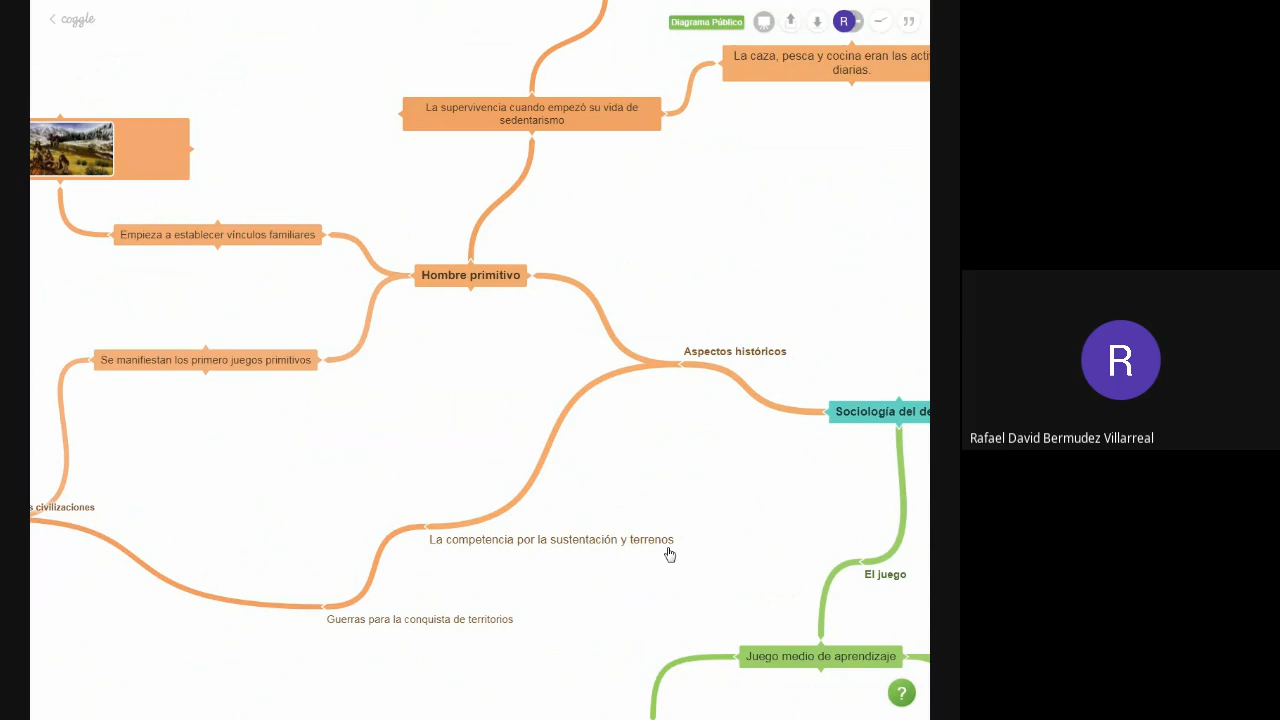 coggle
Diagrama Público
R
La caza, pesca y cocina eran las acti
diarias.
La supervivencia cuando empezó su vida de
sedentarismo
Empieza a establecer vínculos familiares
Hombre primitivo
Se manifiestan los primero juegos primitivos
Aspectos históricos
Sociología del de
R
Rafael David Bermudez Villarreal
s civilizaciones
La competencia por la sustentación y terrenos
El juego
Guerras para la conquista de territorios
Juego medio de aprendizaje
?